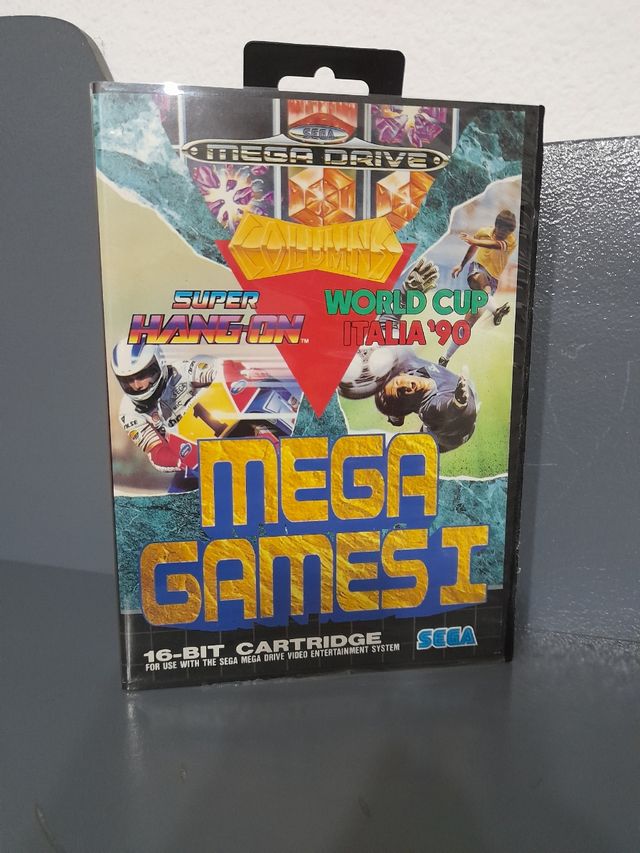 SEGA
MEGA DRIVE
COLUMNS
SUPER
HANG-ON™
WORLD CUP
ITALIA '90
MEGA
GAMES I
16-BIT CARTRIDGE
FOR USE WITH THE SEGA MEGA DRIVE VIDEO ENTERTAINMENT SYSTEM
SEGA